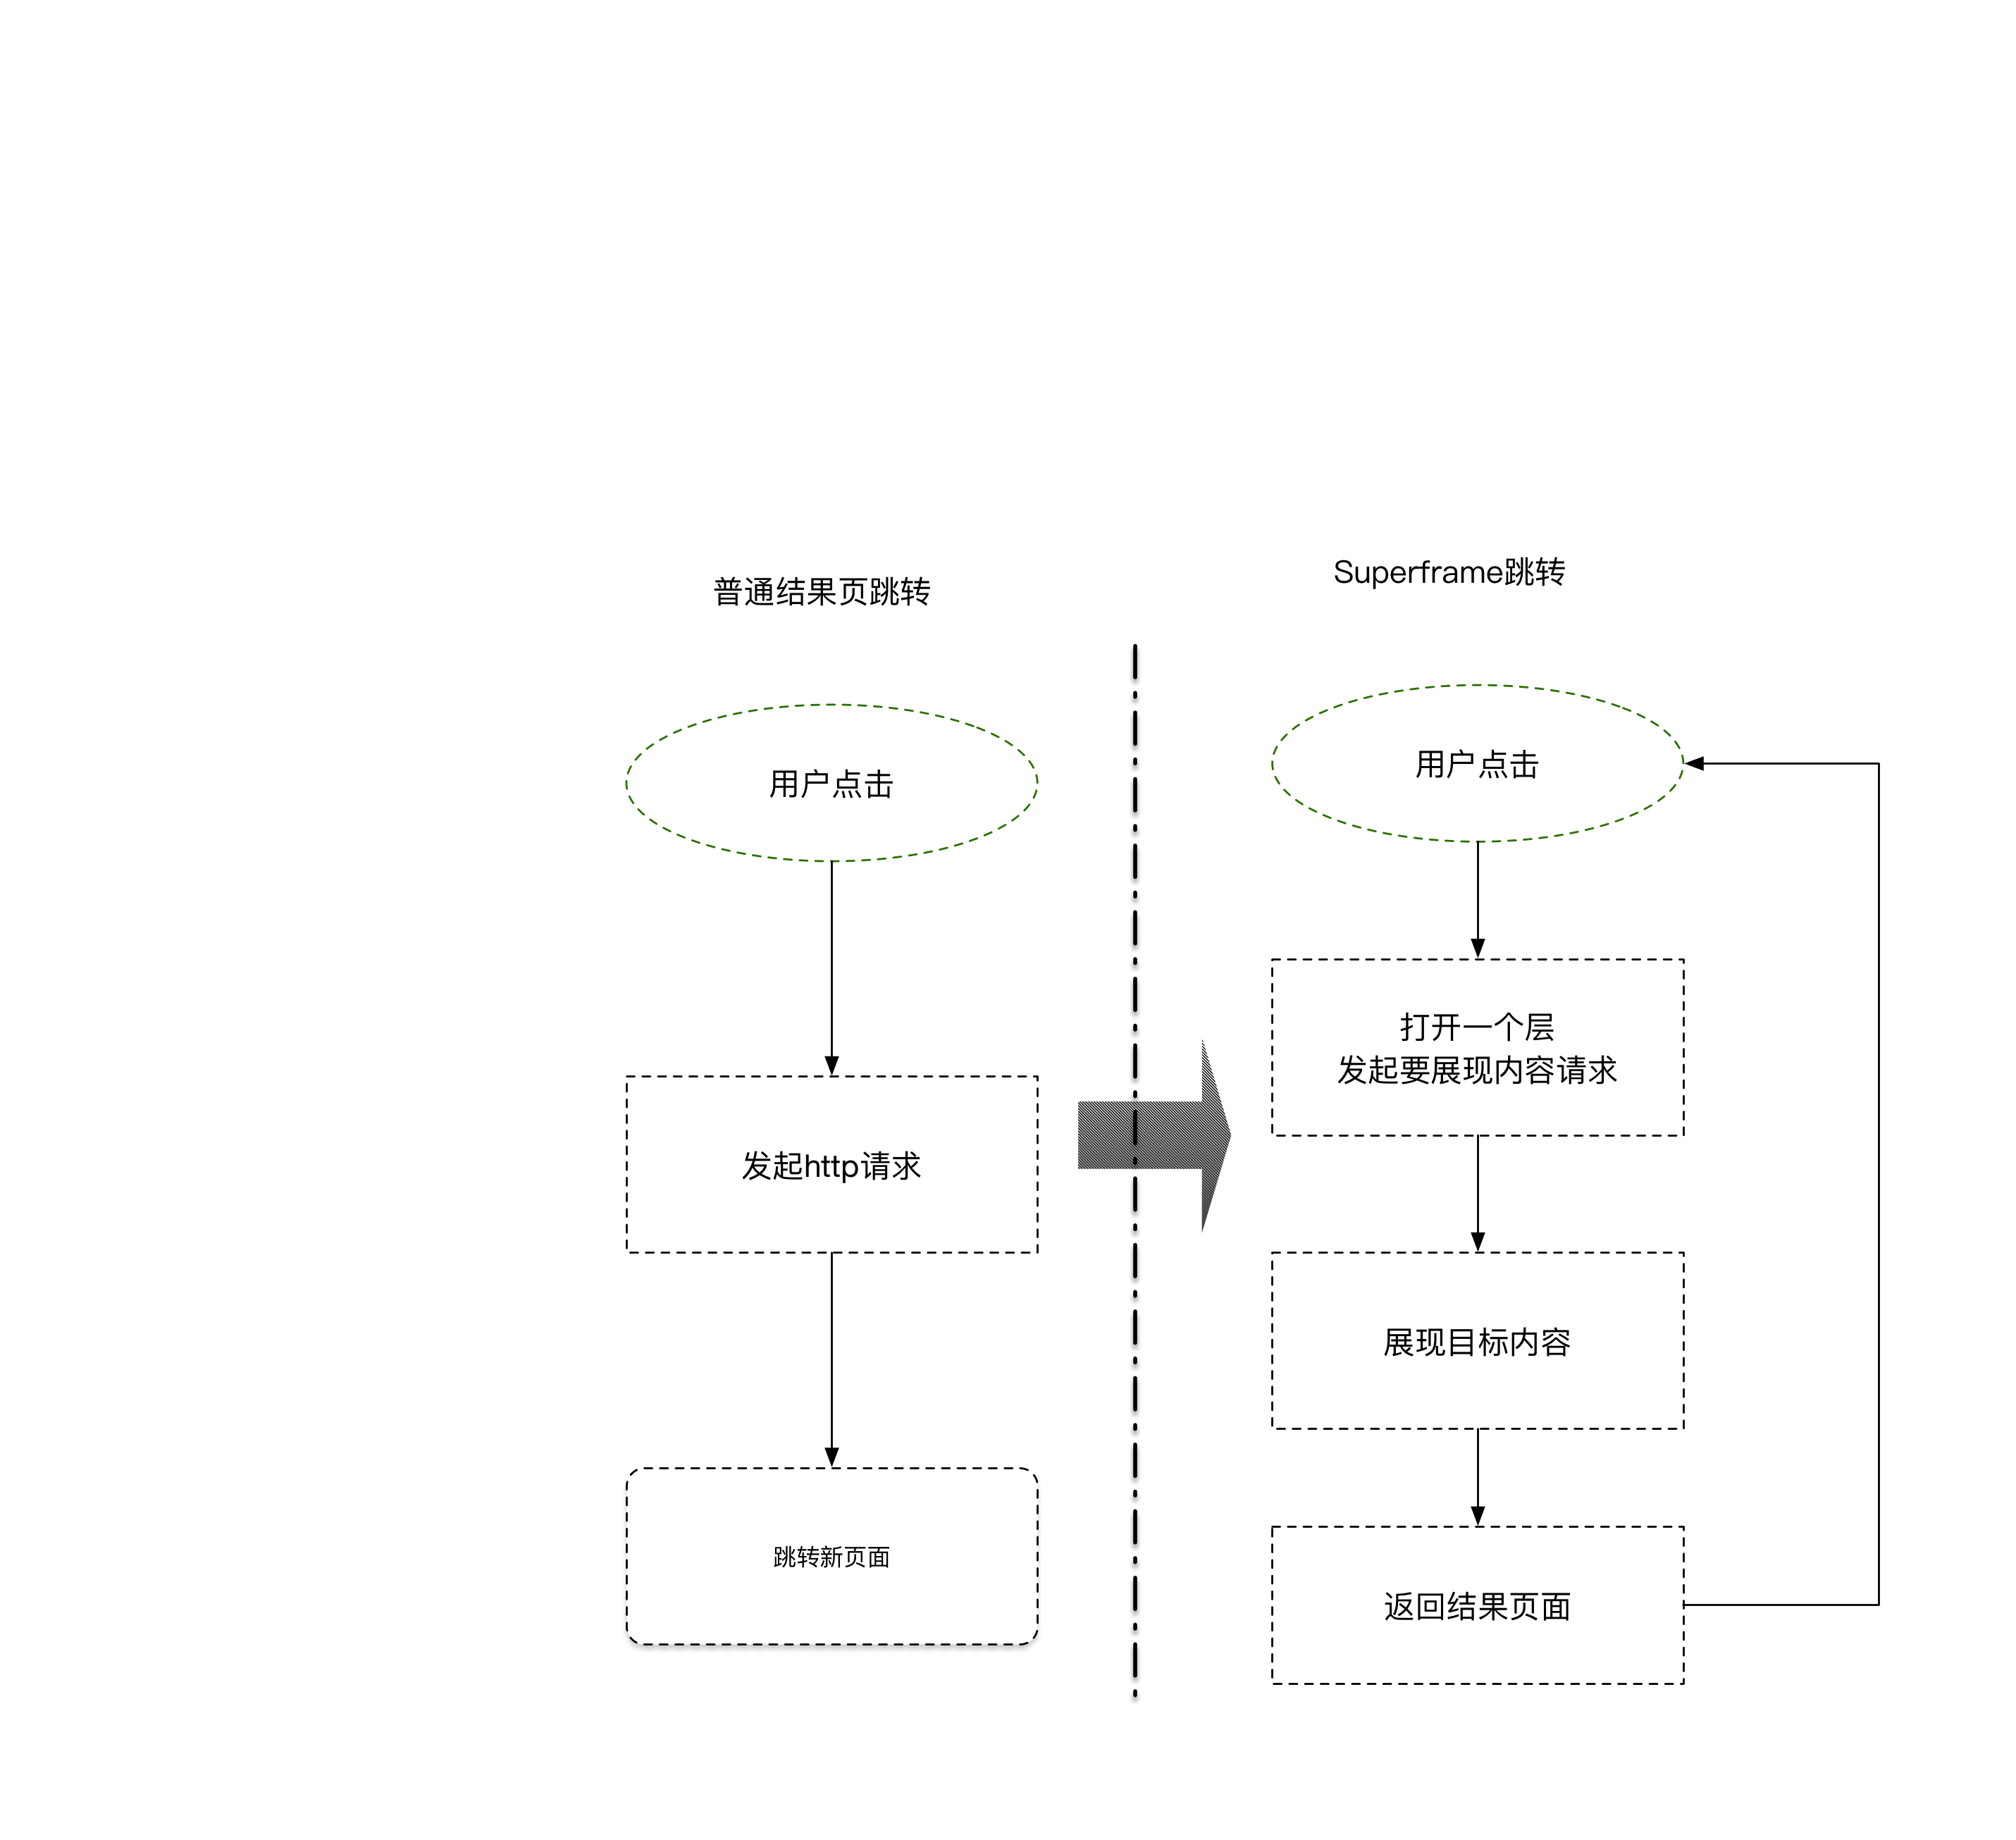 普通结果页跳转
用户点击
发起http请求
跳转新页面
Superframe跳转
用户点击
打开一个层
发起要展现内容请求
展现目标内容
返回结果页面